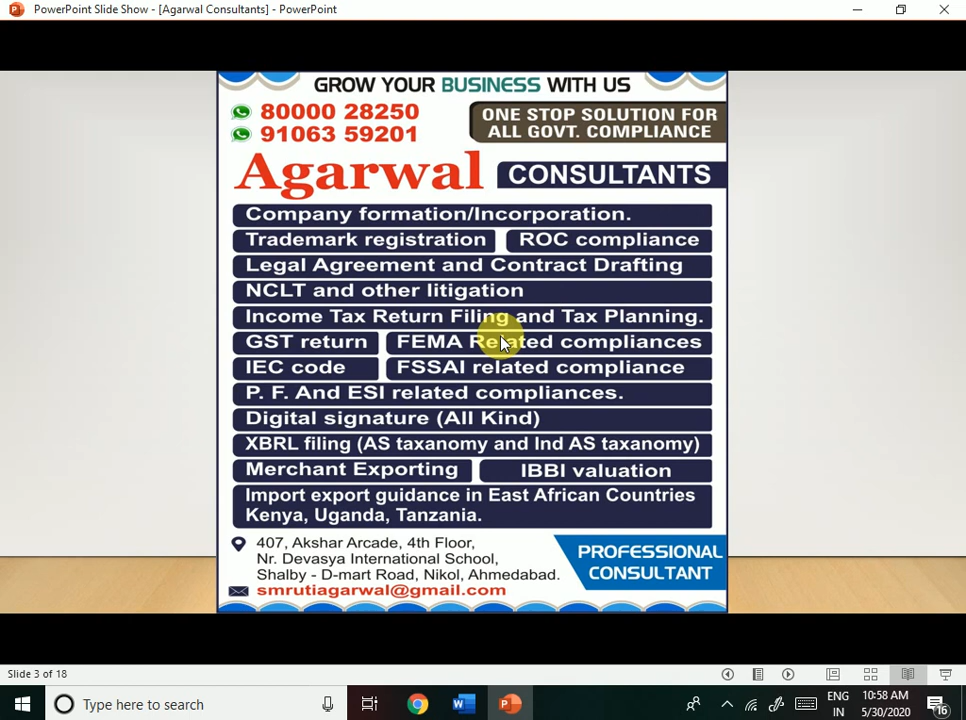 PowerPoint Slide Show - [Agarwal Consultants] - PowerPoint
GROW YOUR BUSINESS WITH US
80000 28250
91063 59201
ONE STOP SOLUTION FOR
ALL GOVT. COMPLIANCE
Agarwal CONSULTANTS
Company formation/Incorporation.
Trademark registration ROC compliance
Legal Agreement and Contract Drafting
NCLT and other litigation
Income Tax Return Filing and Tax Planning.
GST return FEMA Related compliances
IEC code FSSAI related compliance
P. F. And ESI related compliances.
Digital signature (All Kind)
XBRL filing (AS taxanomy and Ind AS taxanomy)
Merchant Exporting IBBI valuation
Import export guidance in East African Countries
Kenya, Uganda, Tanzania.
407, Akshar Arcade, 4th Floor,
Nr. Devasya International School,
Shalby - D-mart Road, Nikol, Ahmedabad.
smrutiagarwal@gmail.com
PROFESSIONAL
CONSULTANT
Slide 3 of 18
Type here to search
ENG
IN
10:58 AM
5/30/2020
16